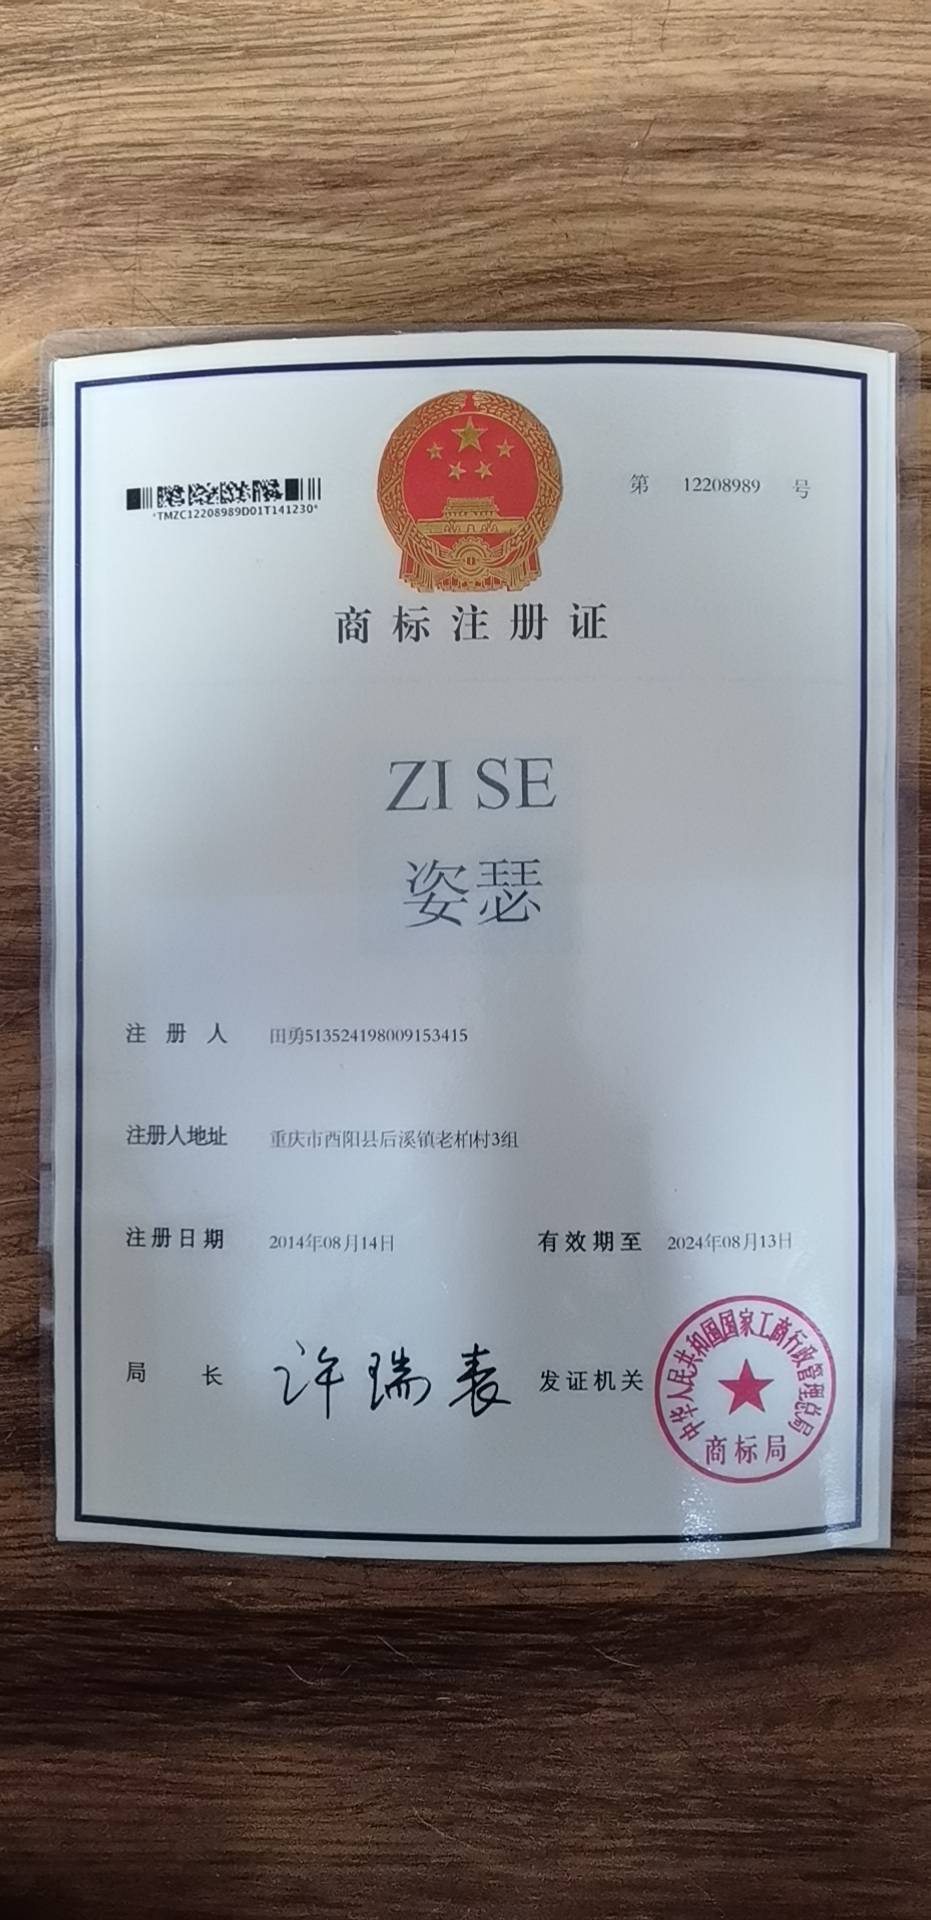 *TMZC12208989D01T141230*
第 12208989 号
商标注册证
ZI SE
姿瑟
注册人 田勇513524198009153415
注册人地址 重庆市酉阳县后溪镇老柏村3组
注册日期 2014年08月14日 有效期至 2024年08月13日
局长 许瑞表 发证机关
中华人民共和国国家工商行政管理总局
商标局